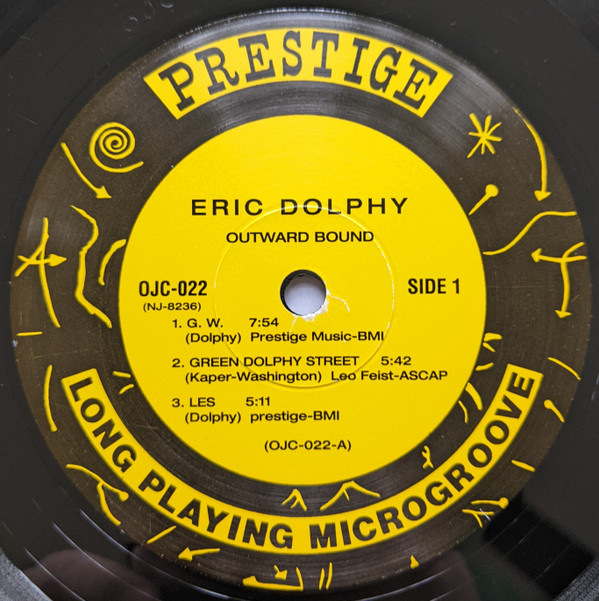 PRESTIGE
ERIC DOLPHY
OUTWARD BOUND
OJC-022
(NJ-8236)
SIDE 1
1. G. W. 7:54
(Dolphy) Prestige Music-BMI
2. GREEN DOLPHY STREET 5:42
(Kaper-Washington) Leo Feist-ASCAP
3. LES 5:11
(Dolphy) prestige-BMI
(OJC-022-A)
LONG PLAYING MICROGROOVE